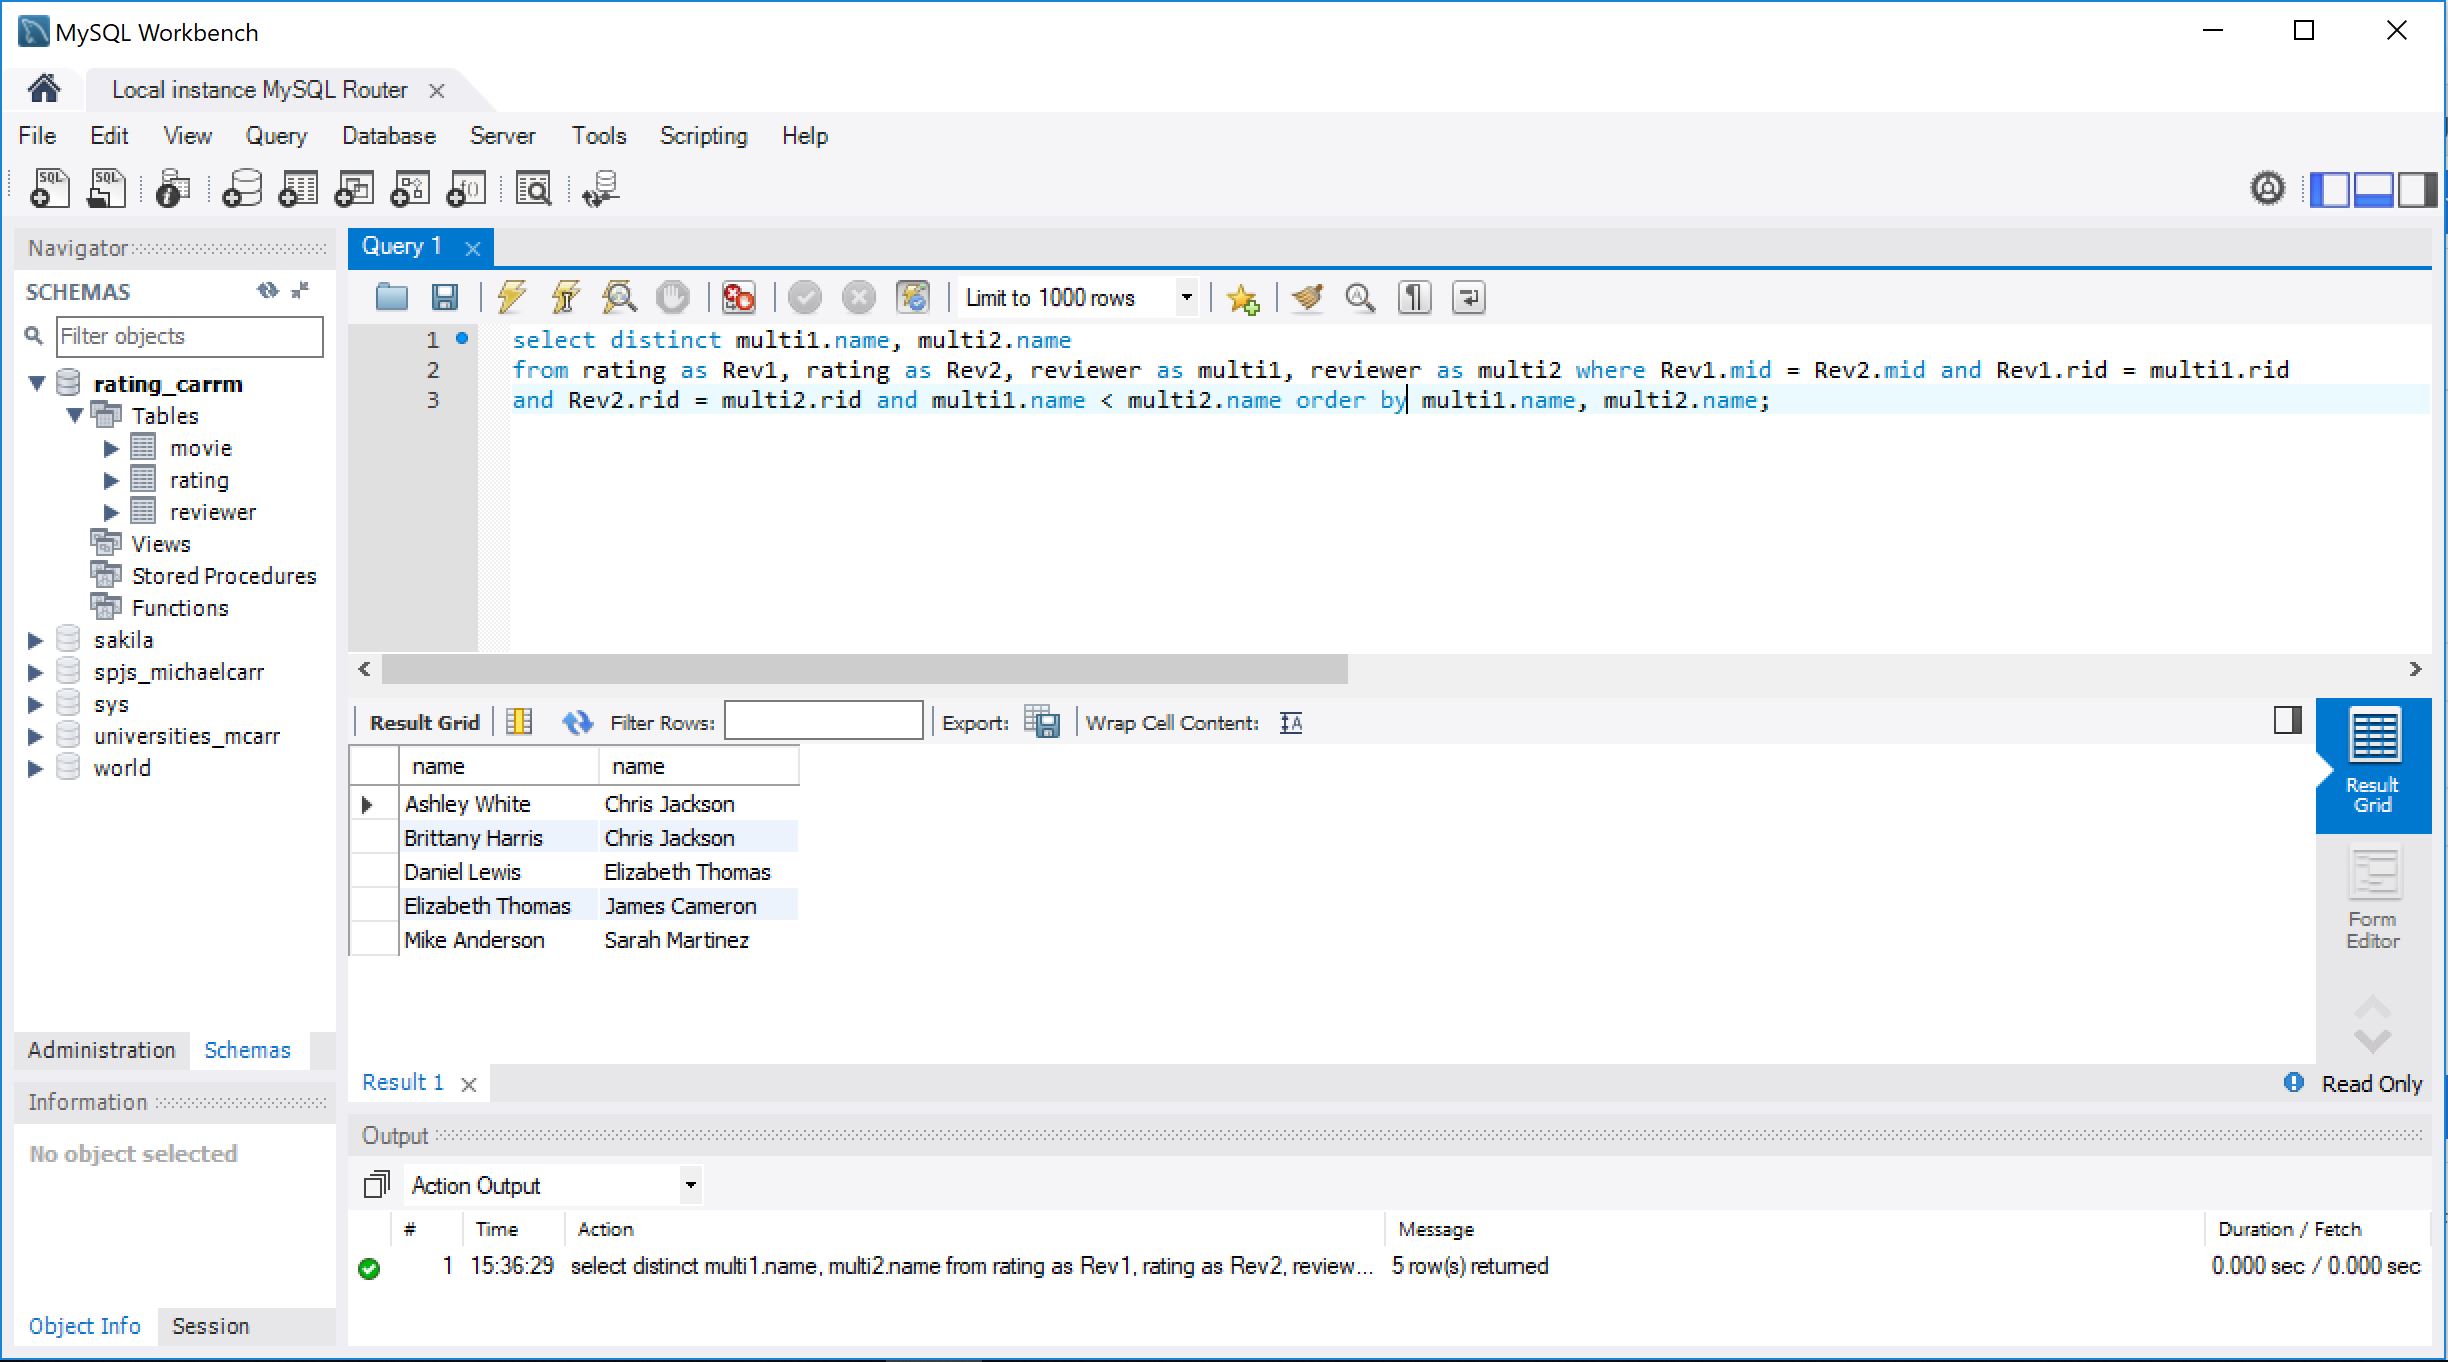 MySQL Workbench
Local instance MySQL Router
File Edit View Query Database Server Tools Scripting Help
Navigator
Query 1
SCHEMAS
Limit to 1000 rows
Filter objects
1 select distinct multi1.name, multi2.name
2 from rating as Rev1, rating as Rev2, reviewer as multi1, reviewer as multi2 where Rev1.mid = Rev2.mid and Rev1.rid = multi1.rid
3 and Rev2.rid = multi2.rid and multi1.name < multi2.name order by multi1.name, multi2.name;
rating_carrm
Tables
movie
rating
reviewer
Views
Stored Procedures
Functions
sakila
spjs_michaelcarr
sys
universities_mcarr
world
Result Grid Filter Rows: Export: Wrap Cell Content:
name name
Ashley White Chris Jackson
Brittany Harris Chris Jackson
Daniel Lewis Elizabeth Thomas
Elizabeth Thomas James Cameron
Mike Anderson Sarah Martinez
Result
Grid
Form
Editor
Administration Schemas
Result 1
Read Only
Information
No object selected
Output
Action Output
# Time Action Message Duration / Fetch
1 15:36:29 select distinct multi1.name, multi2.name from rating as Rev1, rating as Rev2, review... 5 row(s) returned 0.000 sec / 0.000 sec
Object Info Session